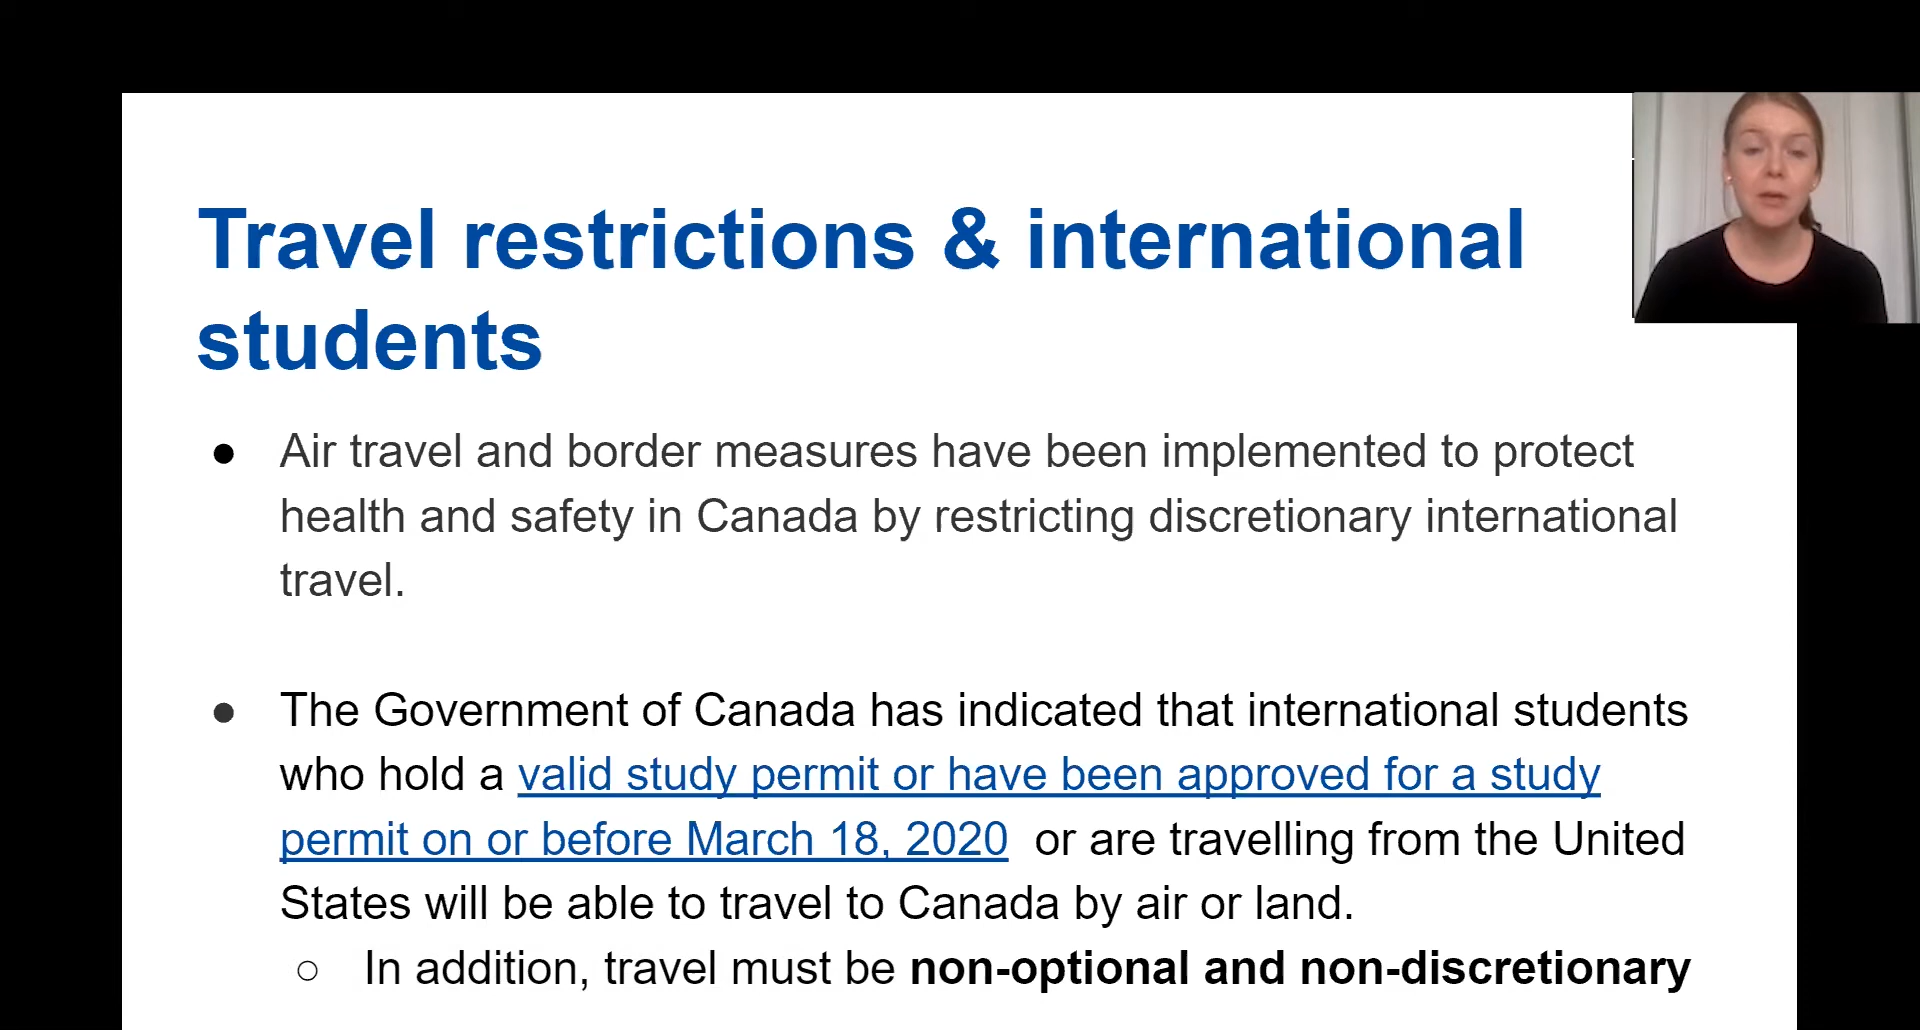 Travel restrictions & international
students
● Air travel and border measures have been implemented to protect
health and safety in Canada by restricting discretionary international
travel.
● The Government of Canada has indicated that international students
who hold a valid study permit or have been approved for a study
permit on or before March 18, 2020 or are travelling from the United
States will be able to travel to Canada by air or land.
○ In addition, travel must be non-optional and non-discretionary